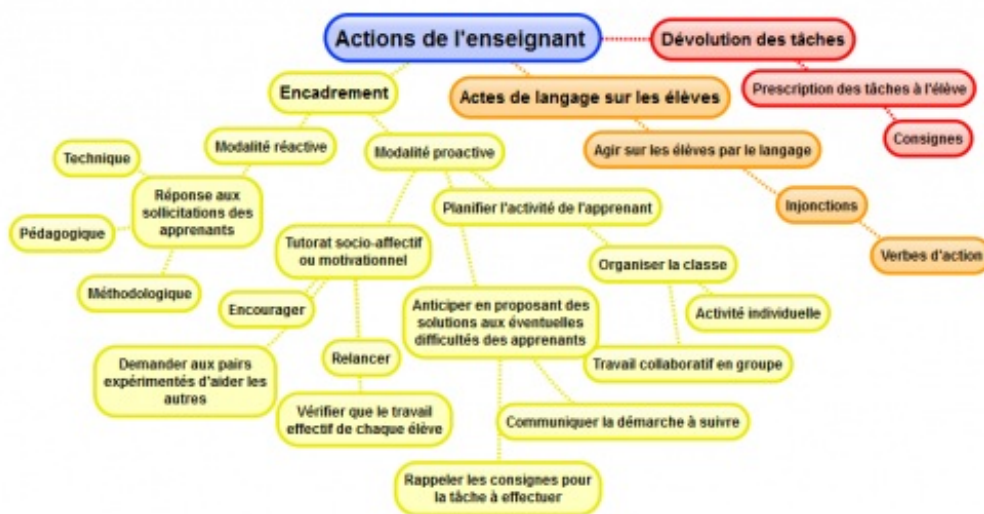 Actions de l'enseignant
Dévolution des tâches
Prescription des tâches à l'élève
Consignes
Encadrement
Actes de langage sur les élèves
Agir sur les élèves par le langage
Injonctions
Verbes d'action
Modalité réactive
Modalité proactive
Technique
Réponse aux
sollicitations des
apprenants
Pédagogique
Méthodologique
Planifier l'activité de l'apprenant
Tutorat socio-affectif
ou motivationnel
Organiser la classe
Encourager
Anticiper en proposant des
solutions aux éventuelles
difficultés des apprenants
Activité individuelle
Demander aux pairs
expérimentés d'aider les
autres
Relancer
Travail collaboratif en groupe
Vérifier que le travail
effectif de chaque élève
Communiquer la démarche à suivre
Rappeler les consignes pour
la tâche à effectuer